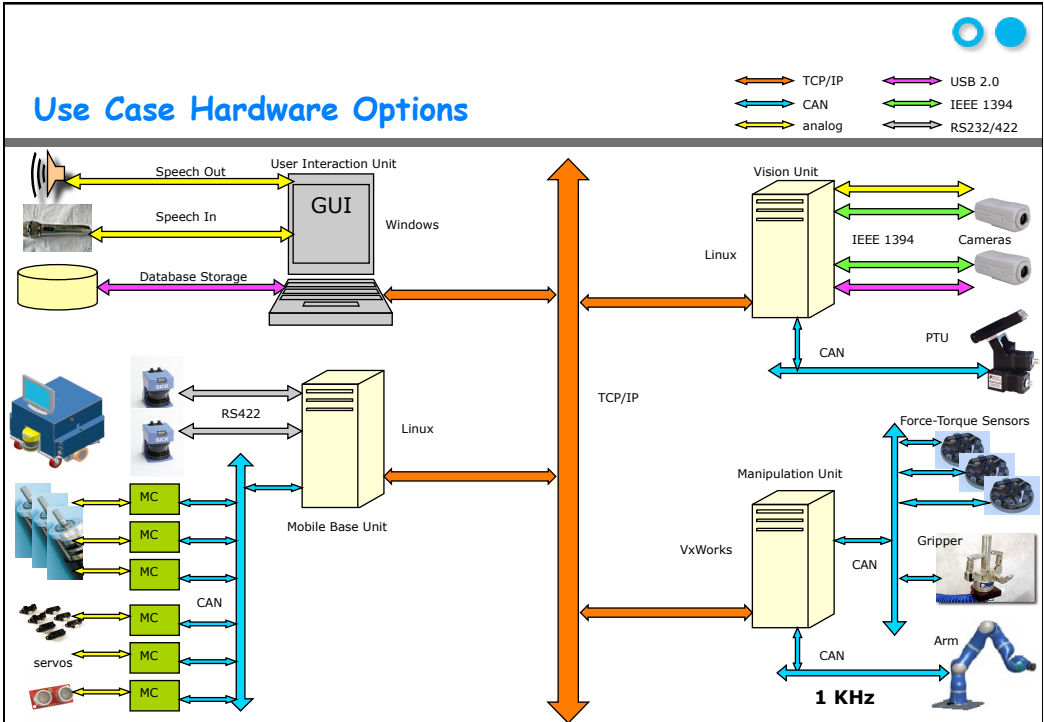 Use Case Hardware Options
TCP/IP
CAN
analog
USB 2.0
IEEE 1394
RS232/422
Speech Out
Speech In
Database Storage
User Interaction Unit
GUI
Windows
Vision Unit
Linux
IEEE 1394
Cameras
CAN
PTU
TCP/IP
SICK
SICK
RS422
Linux
Mobile Base Unit
MC
MC
MC
MC
MC
MC
CAN
servos
Force-Torque Sensors
Manipulation Unit
VxWorks
CAN
Gripper
CAN
Arm
1 KHz